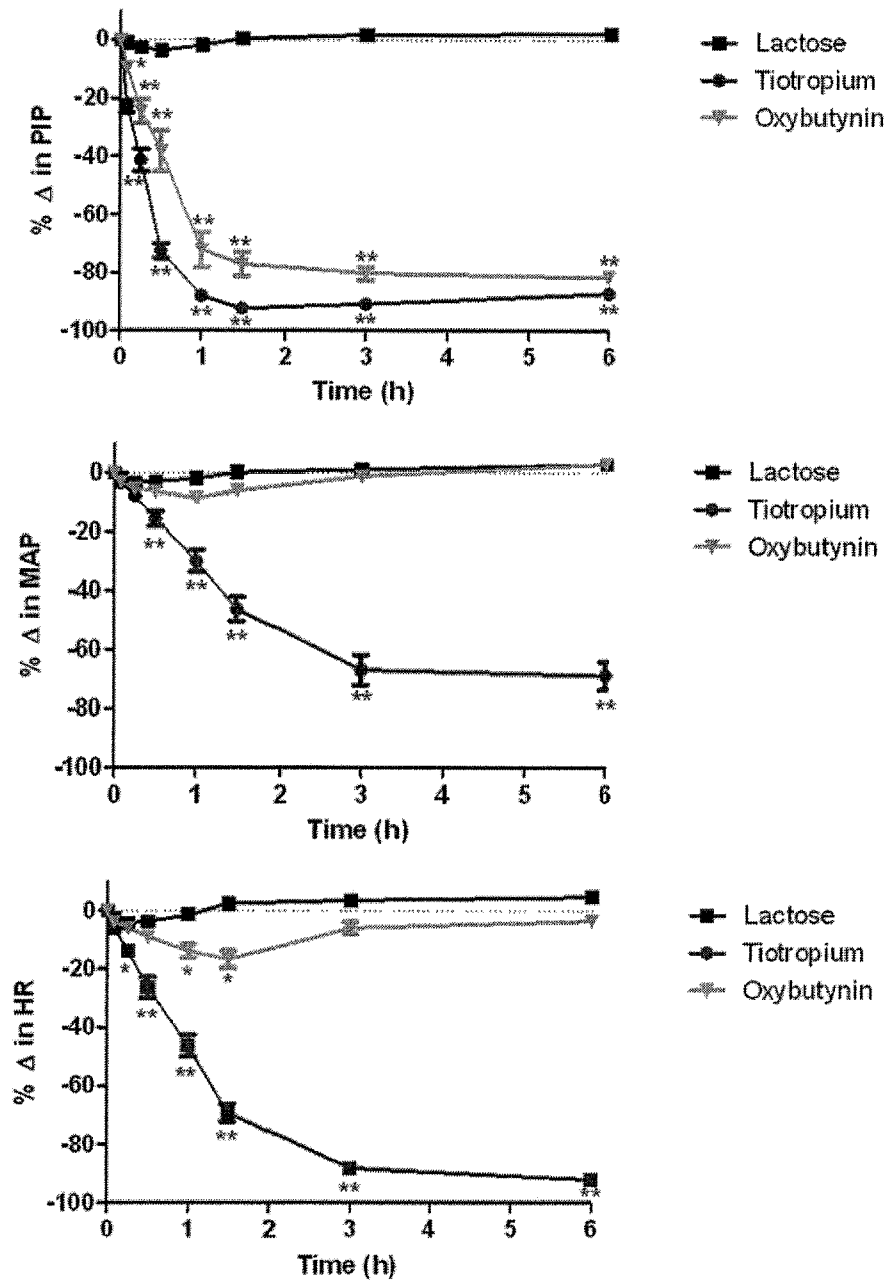 0
-20
-40
-60
-80
-100
% Δ in PIP
*
**
**
**
**
**
**
**
**
**
**
**
**
0 1 2 3 4 5 6
Time (h)
Lactose
Tiotropium
Oxybutynin
0
-20
-40
-60
-80
-100
% Δ in MAP
**
**
**
**
**
0 1 2 3 4 5 6
Time (h)
Lactose
Tiotropium
Oxybutynin
0
-20
-40
-60
-80
-100
% Δ in HR
*
*
*
**
**
**
**
**
0 1 2 3 4 5 6
Time (h)
Lactose
Tiotropium
Oxybutynin